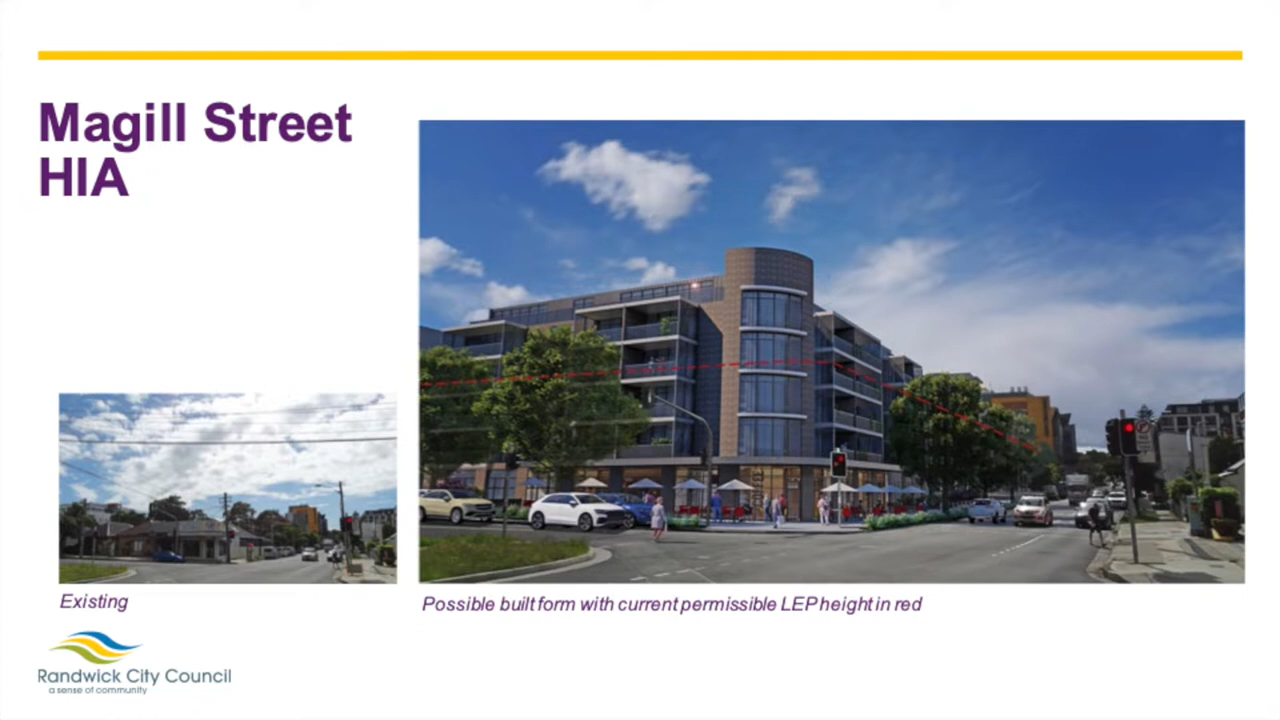 Magill Street
HIA
Existing
Possible built form with current permissible LEP height in red
Randwick City Council
a sense of community